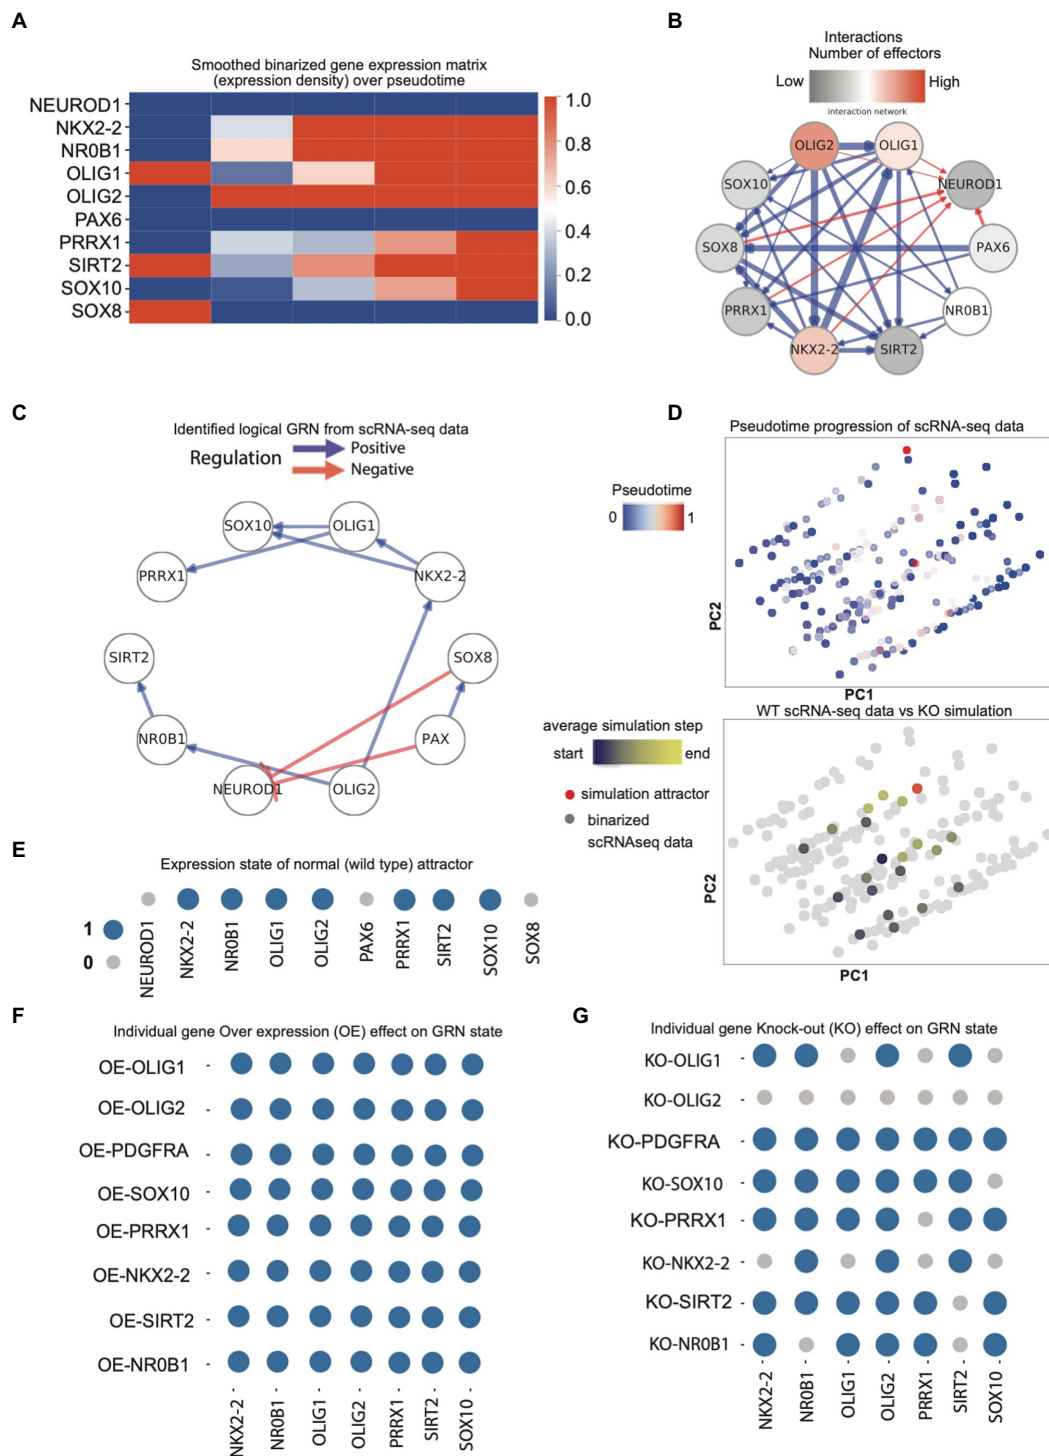 A
Smoothed binarized gene expression matrix
(expression density) over pseudotime
NEUROD1
NKX2-2
NR0B1
OLIG1
OLIG2
PAX6
PRRX1
SIRT2
SOX10
SOX8
1.0
0.8
0.6
0.4
0.2
0.0
B
Interactions
Number of effectors
Low
High
interaction network
OLIG2
OLIG1
SOX10
NEUROD1
SOX8
PAX6
PRRX1
NR0B1
NKX2-2
SIRT2
C
Identified logical GRN from scRNA-seq data
Regulation
Positive
Negative
SOX10
OLIG1
PRRX1
NKX2-2
SIRT2
SOX8
NR0B1
PAX
NEUROD1
OLIG2
D
Pseudotime progression of scRNA-seq data
Pseudotime
0 1
PC2
PC1
WT scRNA-seq data vs KO simulation
average simulation step
start end
simulation attractor
binarized
scRNAseq data
PC2
PC1
E
Expression state of normal (wild type) attractor
1
0
NEUROD1
NKX2-2
NR0B1
OLIG1
OLIG2
PAX6
PRRX1
SIRT2
SOX10
SOX8
F
Individual gene Over expression (OE) effect on GRN state
OE-OLIG1
OE-OLIG2
OE-PDGFRA
OE-SOX10
OE-PRRX1
OE-NKX2-2
OE-SIRT2
OE-NR0B1
NKX2-2
NR0B1
OLIG1
OLIG2
PRRX1
SIRT2
SOX10
G
Individual gene Knock-out (KO) effect on GRN state
KO-OLIG1
KO-OLIG2
KO-PDGFRA
KO-SOX10
KO-PRRX1
KO-NKX2-2
KO-SIRT2
KO-NR0B1
NKX2-2
NR0B1
OLIG1
OLIG2
PRRX1
SIRT2
SOX10